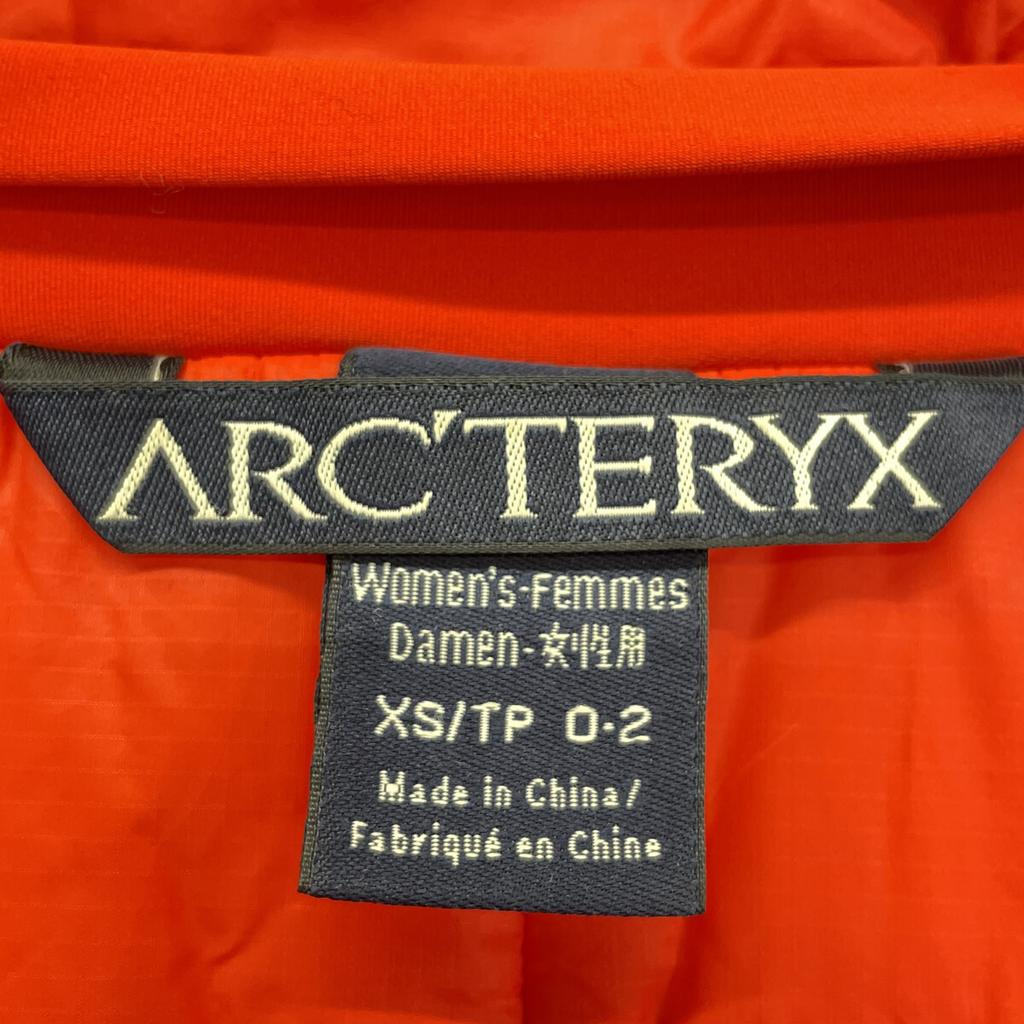 ARC'TERYX
Women's-Femmes
Damen-女性用
XS/TP 0-2
Made in China/
Fabriqué en Chine